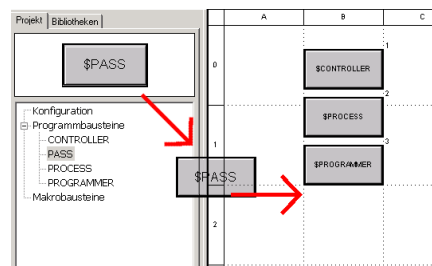 Projekt
Bibliotheken
$PASS
Konfiguration
Programmbausteine
CONTROLLER
PASS
PROCESS
PROGRAMMER
Makrobausteine
$PASS
A B C
0
1
2
1
$CONTROLLER
2
$PROCESS
3
$PROGRAMMER